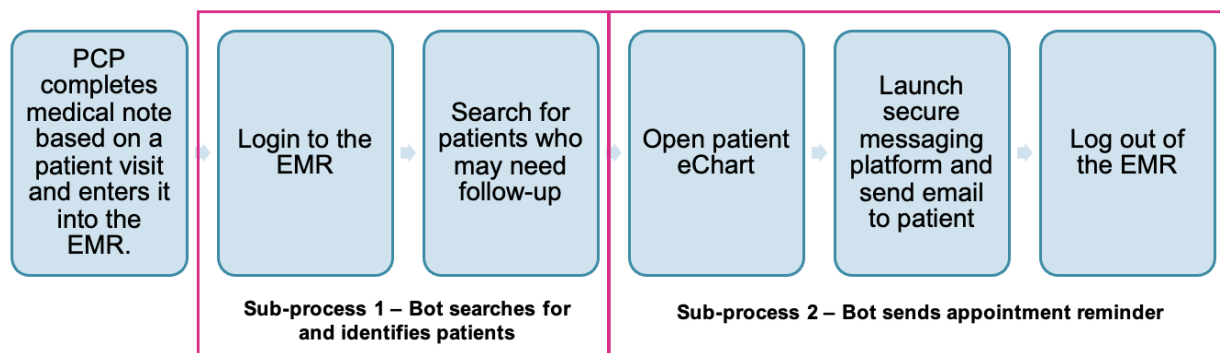 PCP
completes
medical note
based on a
patient visit
and enters it
into the
EMR.
Login to the
EMR
Search for
patients who
may need
follow-up
Open patient
eChart
Launch
secure
messaging
platform and
send email
to patient
Log out of
the EMR
Sub-process 1 – Bot searches for
and identifies patients
Sub-process 2 – Bot sends appointment reminder